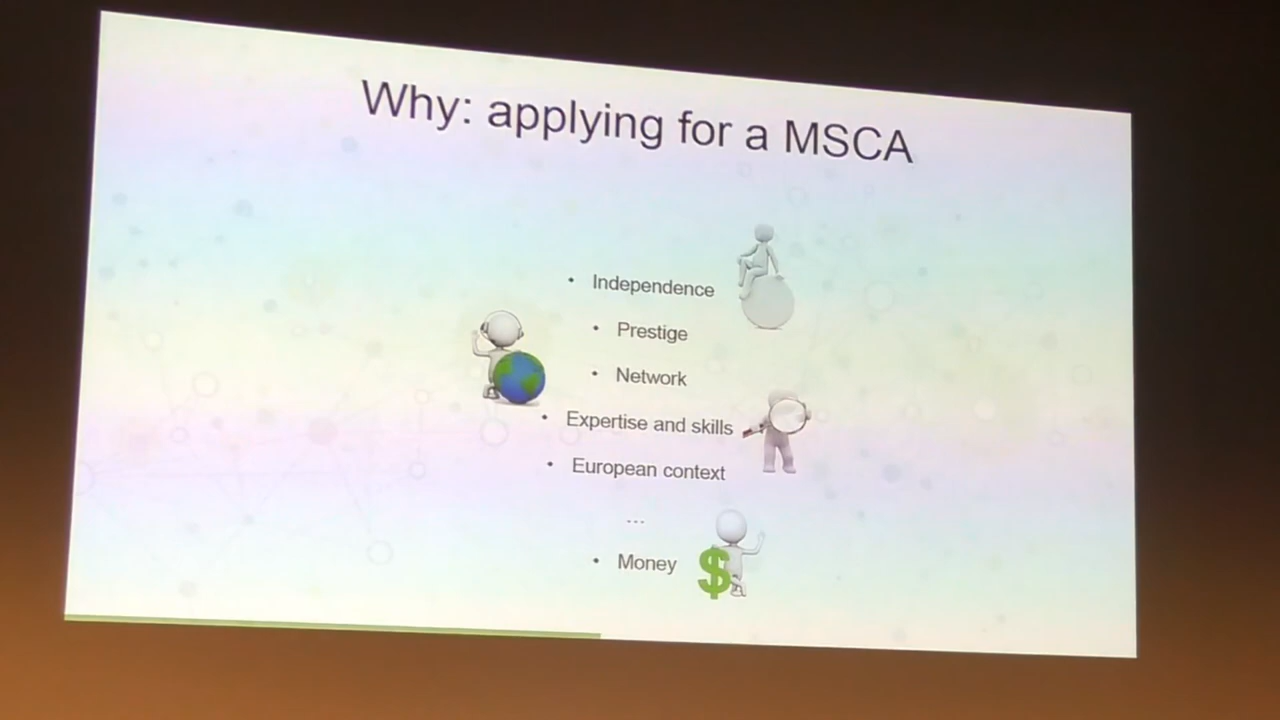 Why: applying for a MSCA
• Independence
• Prestige
• Network
• Expertise and skills
• European context
...
• Money
$